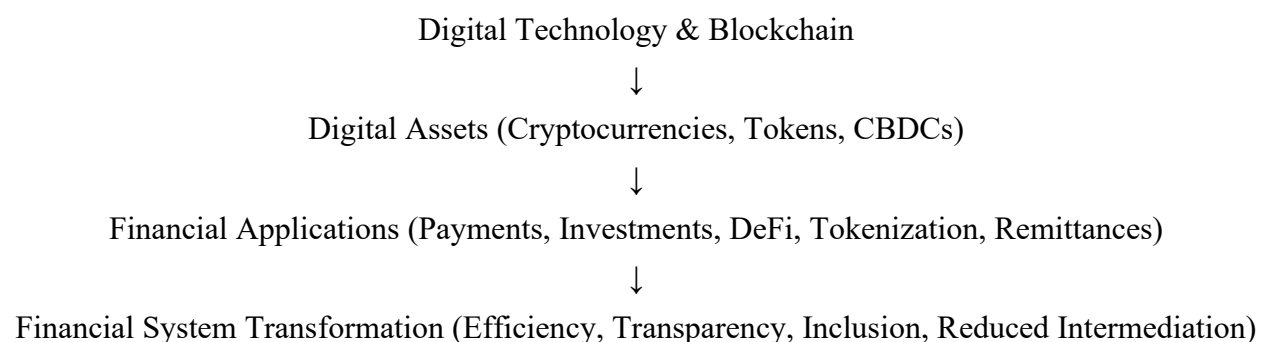 Digital Technology & Blockchain
↓
Digital Assets (Cryptocurrencies, Tokens, CBDCs)
↓
Financial Applications (Payments, Investments, DeFi, Tokenization, Remittances)
↓
Financial System Transformation (Efficiency, Transparency, Inclusion, Reduced Intermediation)